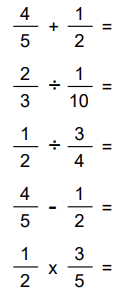 4/5 + 1/2 =
2/3 ÷ 1/10 =
1/2 ÷ 3/4 =
4/5 - 1/2 =
1/2 x 3/5 =